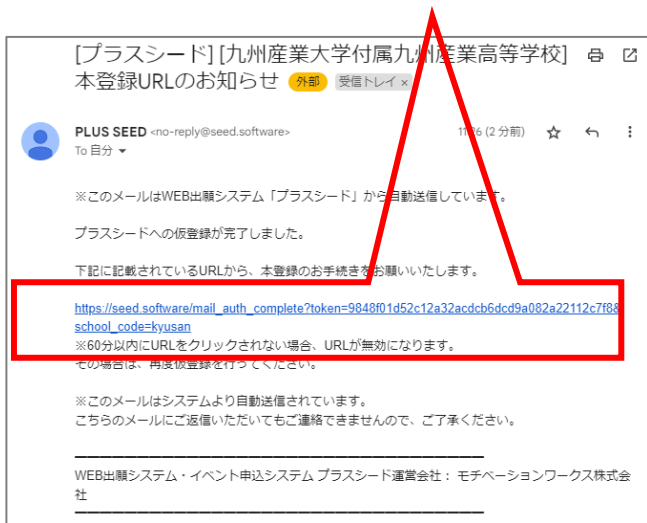 [プラスシード] [九州産業大学付属九州産業高等学校]
本登録URLのお知らせ 外部 受信トレイ ×
PLUS SEED <no-reply@seed.software>
(2 分前)
To 自分
※このメールはWEB出願システム「プラスシード」から自動送信しています。
プラスシードへの仮登録が完了しました。
下記に記載されているURLから、本登録のお手続きをお願いいたします。
https://seed.software/mail_auth_complete?token=9848f01d52c12a32acdcb6dcd9a082a22112c7f8&
school_code=kyusan
※60分以内にURLをクリックされない場合、URLが無効になります。
その場合は、再度仮登録を行ってください。
※このメールはシステムより自動送信されています。
こちらのメールにご返信いただいてもご連絡できませんので、ご了承ください。
WEB出願システム・イベント申込システム プラスシード運営会社： モチベーションワークス株式会
社